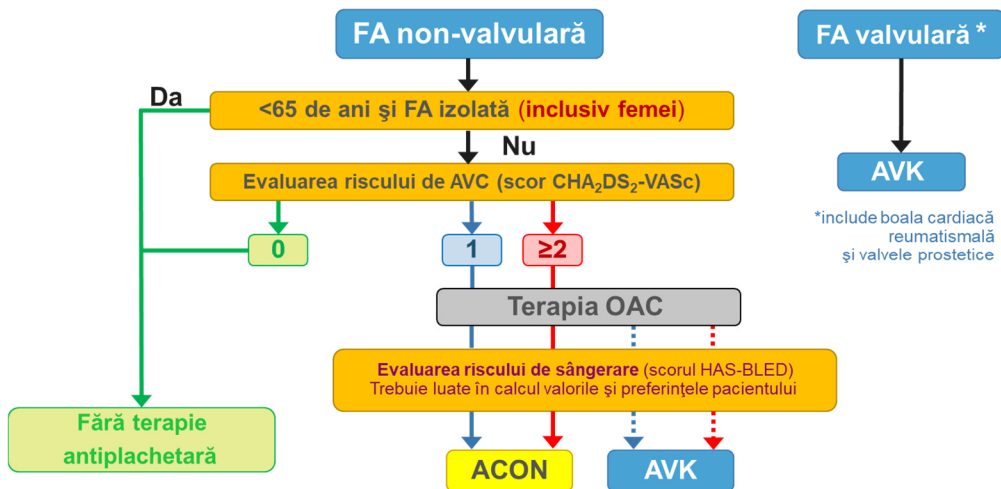 FA non-valvulară
FA valvulară *
Da
<65 de ani şi FA izolată (inclusiv femei)
Nu
Evaluarea riscului de AVC (scor CHA₂DS₂-VASc)
AVK
*include boala cardiacă
reumatismală
şi valvele prostetice
0
1
≥2
Terapia OAC
Evaluarea riscului de sângerare (scorul HAS-BLED)
Trebuie luate în calcul valorile şi preferinţele pacientului
Fără terapie
antiplachetară
ACON
AVK